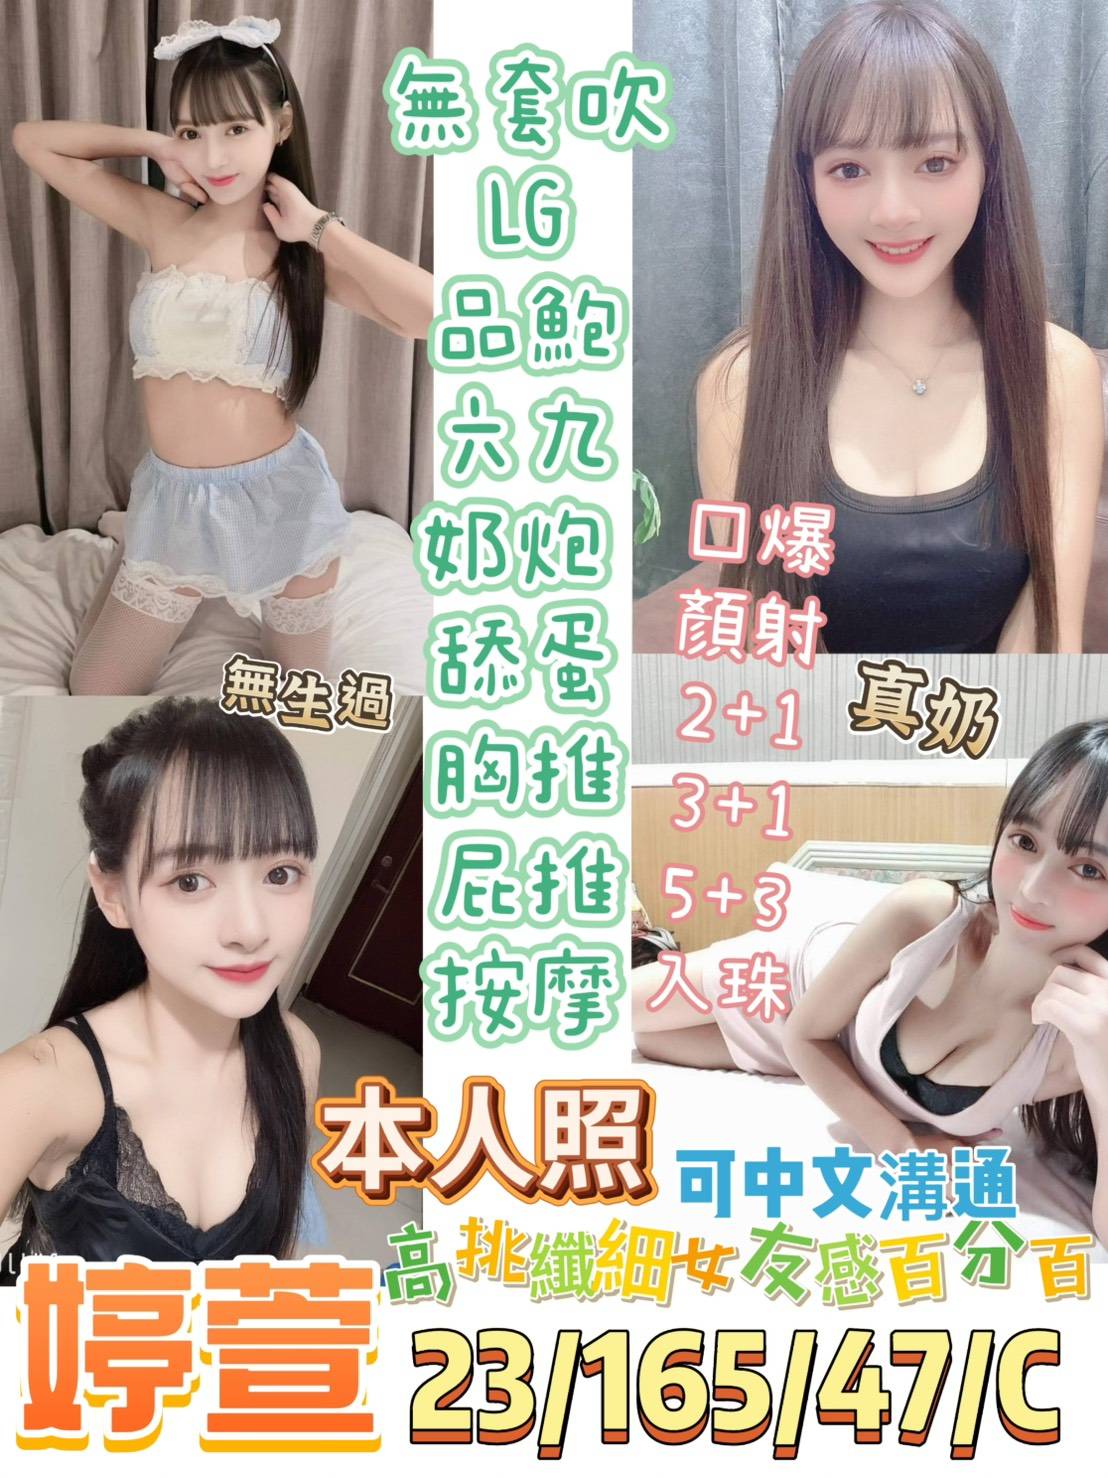 無套吹
LG
品鮑
六九
奶炮
舔蛋
胸推
屁推
按摩
口爆
顏射
2+1
3+1
5+3
入珠
無生過
真奶
本人照
可中文溝通
高挑纖細女友感百分百
婷萱
23/165/47/C